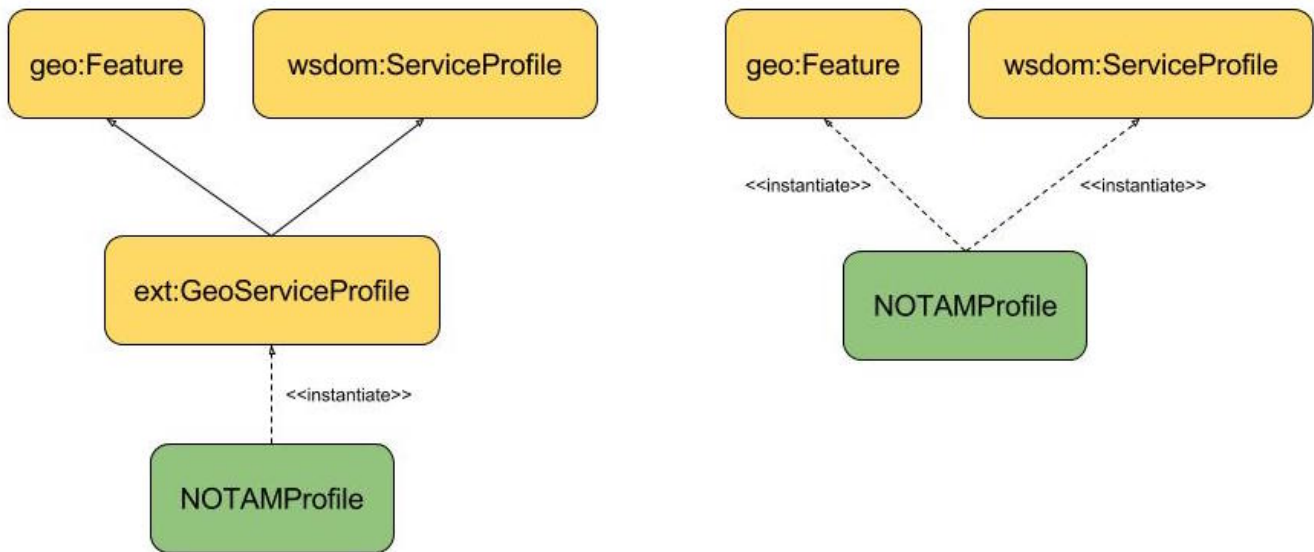 geo:Feature
wsdom:ServiceProfile
ext:GeoServiceProfile
<<instantiate>>
NOTAMProfile
geo:Feature
wsdom:ServiceProfile
<<instantiate>>
<<instantiate>>
NOTAMProfile